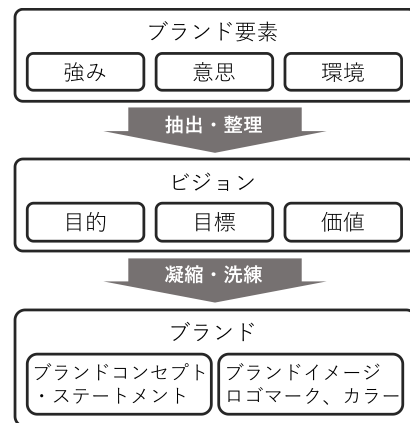 ブランド要素
強み
意思
環境
抽出・整理
ビジョン
目的
目標
価値
凝縮・洗練
ブランド
ブランドコンセプト
・ステートメント
ブランドイメージ
ロゴマーク、カラー